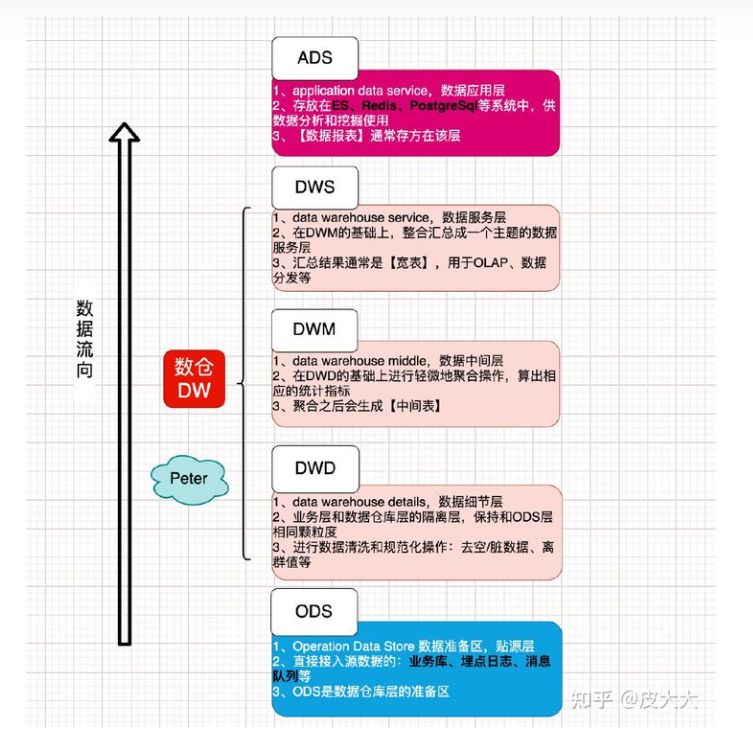 ADS
1、application data service，数据应用层
2、存放在ES、Redis、PostgreSql等系统中，供
数据分析和挖掘使用
3、【数据报表】通常存方在该层
DWS
1、data warehouse service，数据服务层
2、在DWM的基础上，整合汇总成一个主题的数据
服务层
3、汇总结果通常是【宽表】，用于OLAP、数据
分发等
数据流向
DWM
1、data warehouse middle，数据中间层
2、在DWD的基础上进行轻微地聚合操作，算出相
应的统计指标
3、聚合之后会生成【中间表】
数仓
DW
Peter
DWD
1、data warehouse details，数据细节层
2、业务层和数据仓库层的隔离层，保持和ODS层
相同颗粒度
3、进行数据清洗和规范化操作：去空/脏数据、离
群值等
ODS
1、Operation Data Store 数据准备区，贴源层
2、直接接入源数据的：业务库、埋点日志、消息
队列等
3、ODS是数据仓库层的准备区
知乎 @皮大大